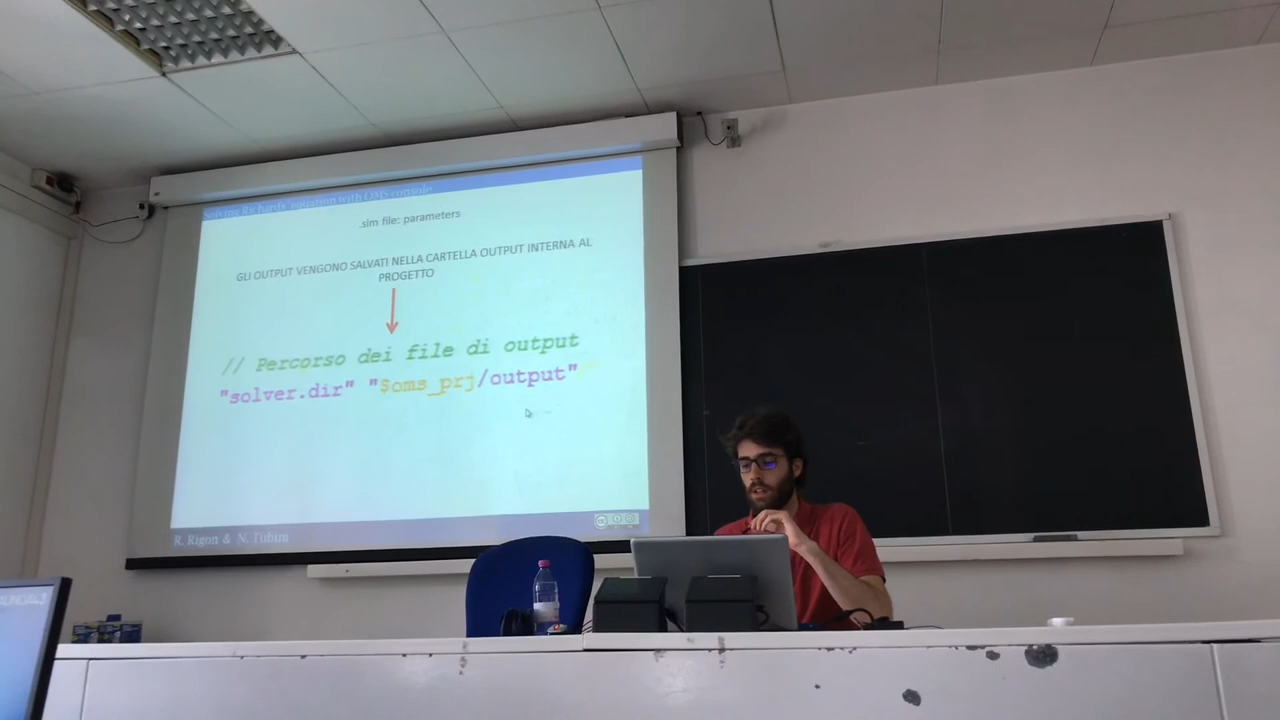 Solving Richards' equation with OMS console
.sim file: parameters
GLI OUTPUT VENGONO SALVATI NELLA CARTELLA OUTPUT INTERNA AL
PROGETTO
// Percorso dei file di output
"solver.dir" "$oms_prj/output"
R. Rigon & N. Tubini